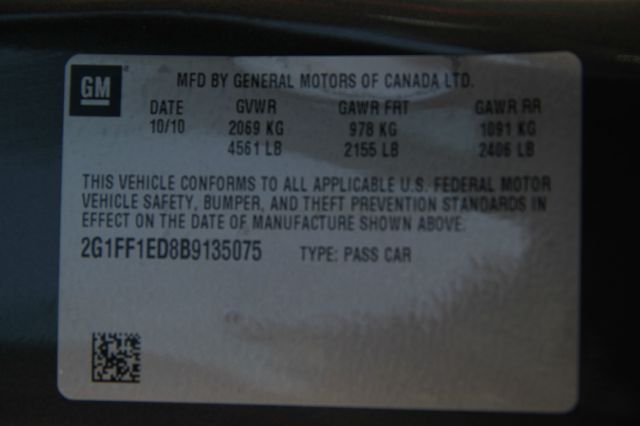 GM
MFD BY GENERAL MOTORS OF CANADA LTD.
DATE GVWR GAWR FRT GAWR RR
10/10 2069 KG 978 KG 1091 KG
4561 LB 2155 LB 2406 LB
THIS VEHICLE CONFORMS TO ALL APPLICABLE U.S. FEDERAL MOTOR
VEHICLE SAFETY, BUMPER, AND THEFT PREVENTION STANDARDS IN
EFFECT ON THE DATE OF MANUFACTURE SHOWN ABOVE.
2G1FF1ED8B9135075 TYPE: PASS CAR